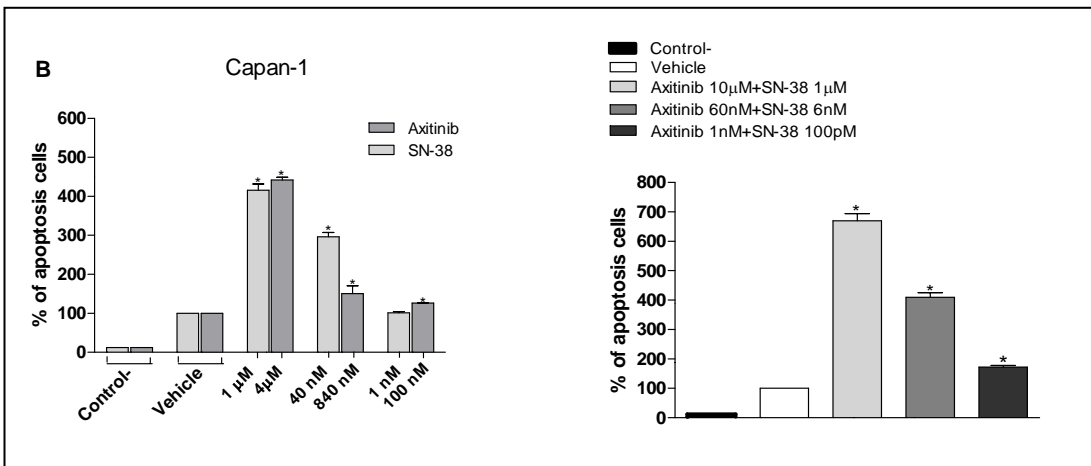 B
Capan-1
Axitinib
SN-38
% of apoptosis cells
600
500
400
300
200
100
0
*
*
*
*
*
Control-
Vehicle
1 μM
4μM
40 nM
840 nM
1 nM
100 nM
Control-
Vehicle
Axitinib 10μM+SN-38 1μM
Axitinib 60nM+SN-38 6nM
Axitinib 1nM+SN-38 100pM
% of apoptosis cells
800
700
600
500
400
300
200
100
0
*
*
*